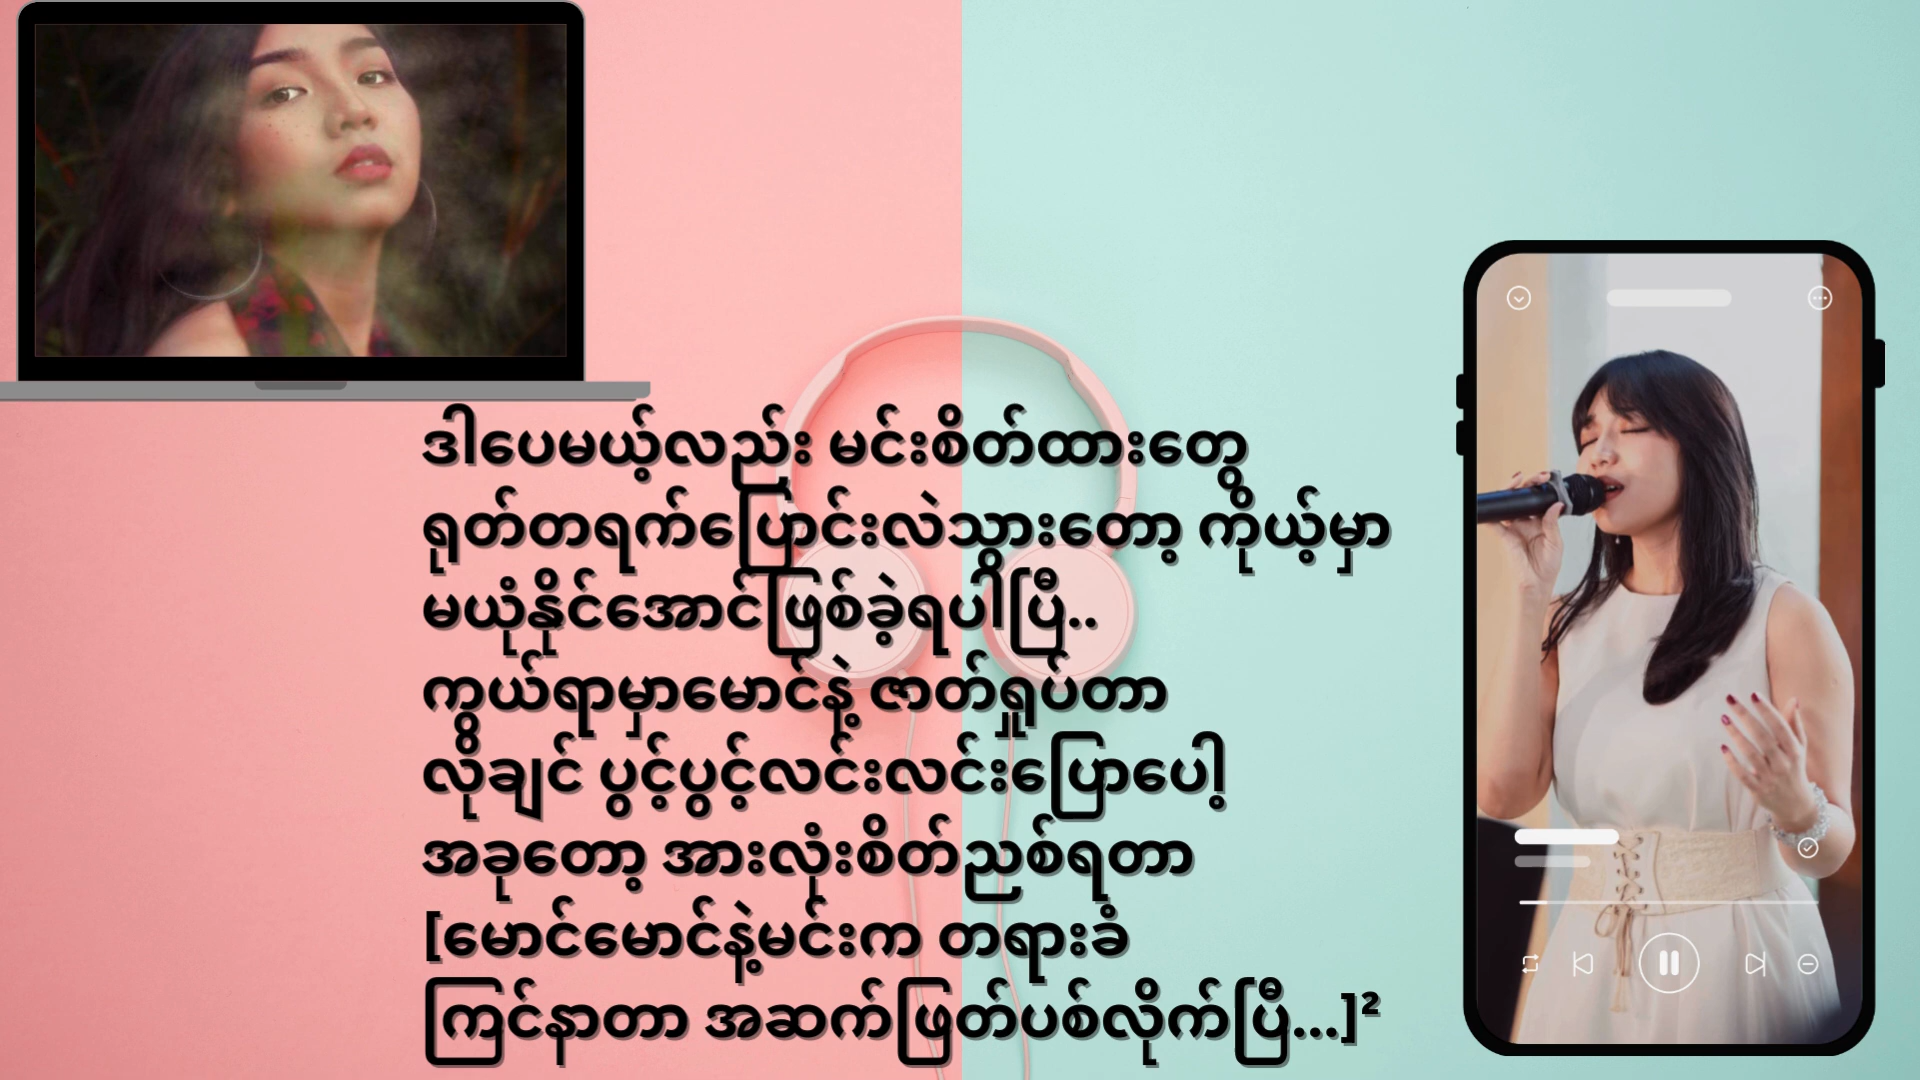 ဒါပေမယ့်လည်း မင်းစိတ်ထားတွေ
ရုတ်တရက်ပြောင်းလဲသွားတော့ ကိုယ့်မှာ
မယုံနိုင်အောင်ဖြစ်ခဲ့ရပါပြီ..
ကွယ်ရာမှာမောင်နဲ့ ဇာတ်ရှုပ်တာ
လိုချင် ပွင့်ပွင့်လင်းလင်းပြောပေါ့
အခုတော့ အားလုံးစိတ်ညစ်ရတာ
[မောင်မောင်နဲ့မင်းက တရားခံ
ကြင်နာတာ အဆက်ဖြတ်ပစ်လိုက်ပြီ...]²